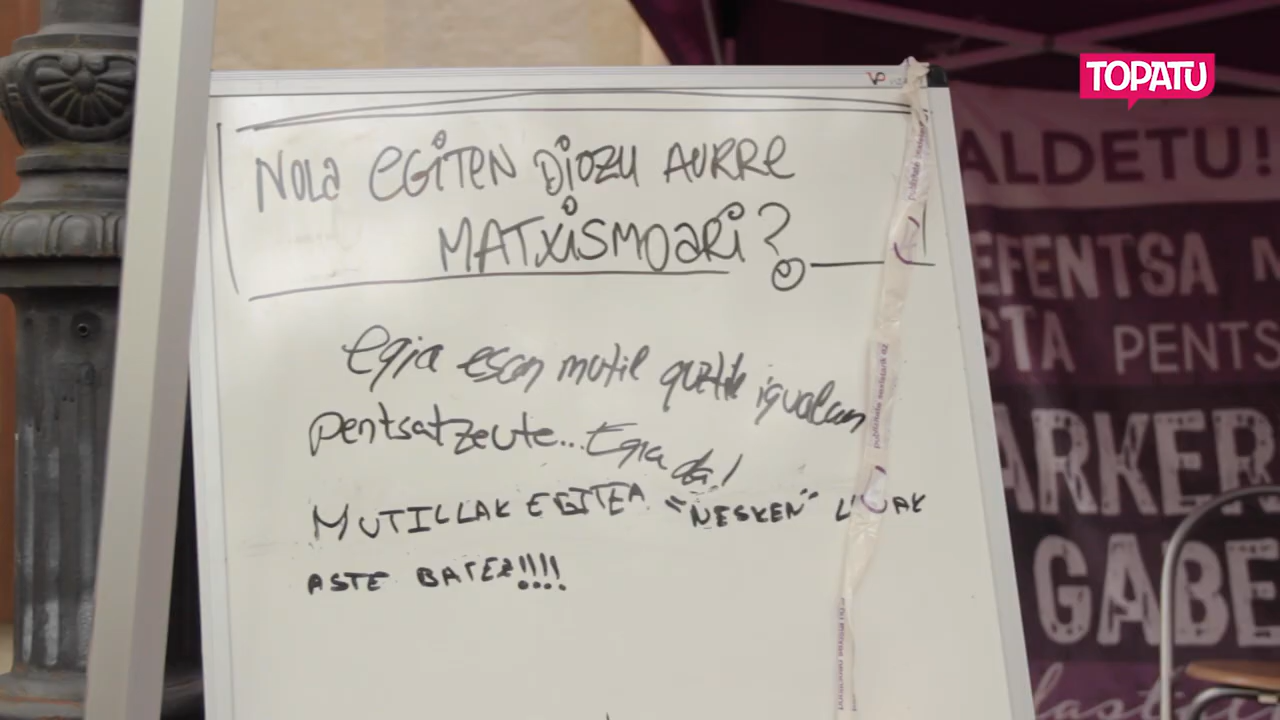 TOPATU
NOLA EGITEN DIOZU AURRE
MATXISMOARI?
Egia esan mutil guztik igualan
pentsatzeute... Egia da!
MUTILLAK EGITEA "NESKEN"
ASTE BATEZ!!!!
ALDETU!
EFENTSA
STA PENTS
ARKER
GABE